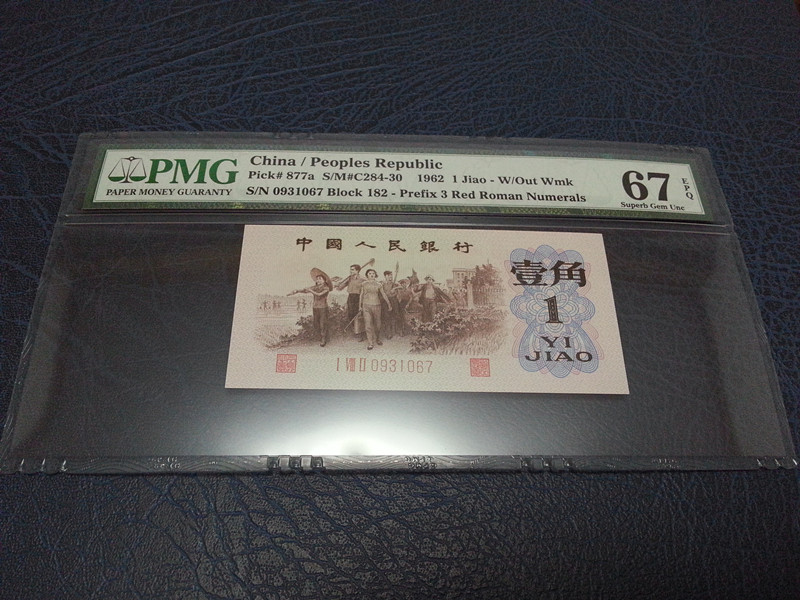 PMG
PAPER MONEY GUARANTY
China / Peoples Republic
Pick# 877a S/M#C284-30 1962 1 Jiao - W/Out Wmk
S/N 0931067 Block 182 - Prefix 3 Red Roman Numerals
67 EPQ
Superb Gem Unc
中國人民銀行
壹角
1
YI
JIAO
I VIII II 0931067